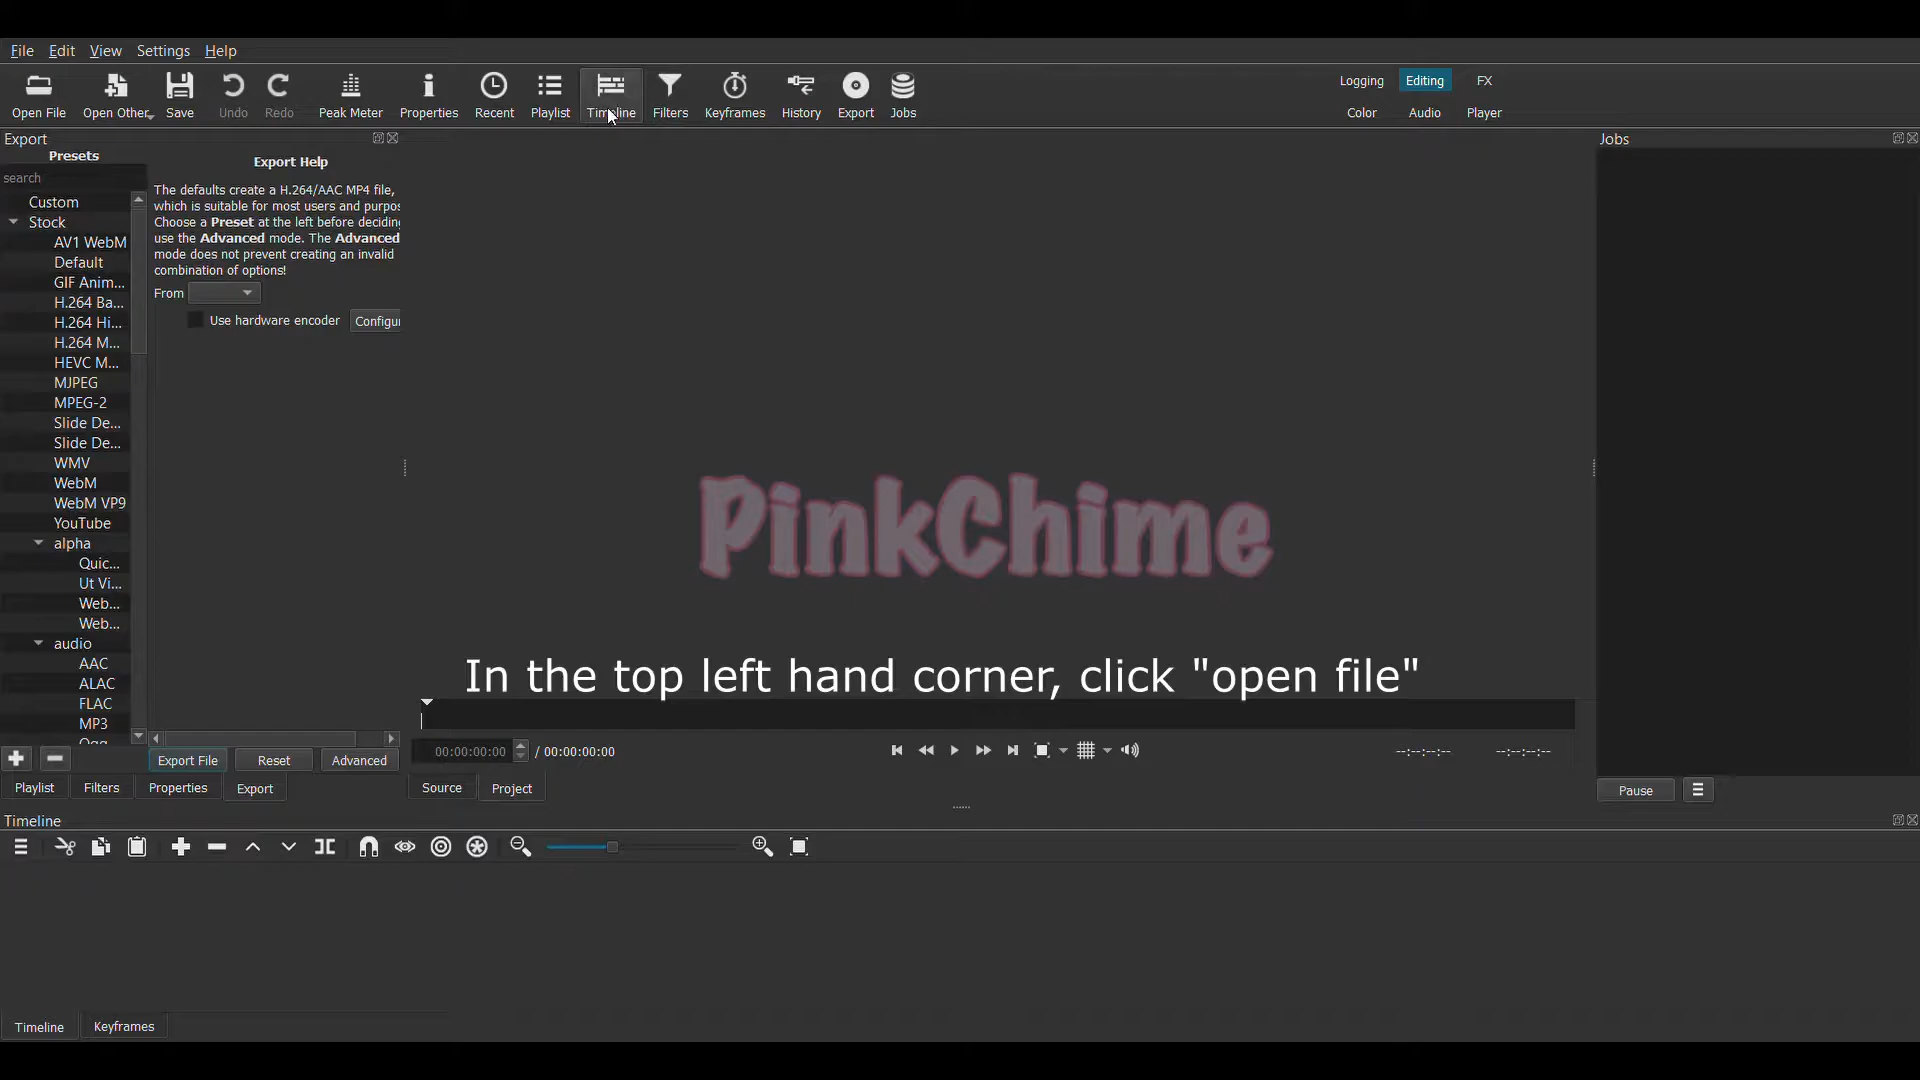 File Edit View Settings Help
Open File Open Other Save Undo Redo Peak Meter Properties Recent Playlist Timeline Filters Keyframes History Export Jobs
Logging Editing FX
Color Audio Player
Export
Presets
search
Custom
Stock
AV1 WebM
Default
GIF Anim...
H.264 Ba...
H.264 Hi...
H.264 M...
HEVC M...
MJPEG
MPEG-2
Slide De...
Slide De...
WMV
WebM
WebM VP9
YouTube
alpha
Quic...
Ut Vi...
Web...
Web...
audio
AAC
ALAC
FLAC
MP3
Export Help
The defaults create a H.264/AAC MP4 file,
which is suitable for most users and purpos
Choose a Preset at the left before deciding
use the Advanced mode. The Advanced
mode does not prevent creating an invalid
combination of options!
From
Use hardware encoder Configur
Export File Reset Advanced
Playlist Filters Properties Export
PinkChime
In the top left hand corner, click "open file"
00:00:00:00 / 00:00:00:00 --:--:--:-- --:--:--:--
Source Project
Jobs
Pause
Timeline
Timeline Keyframes